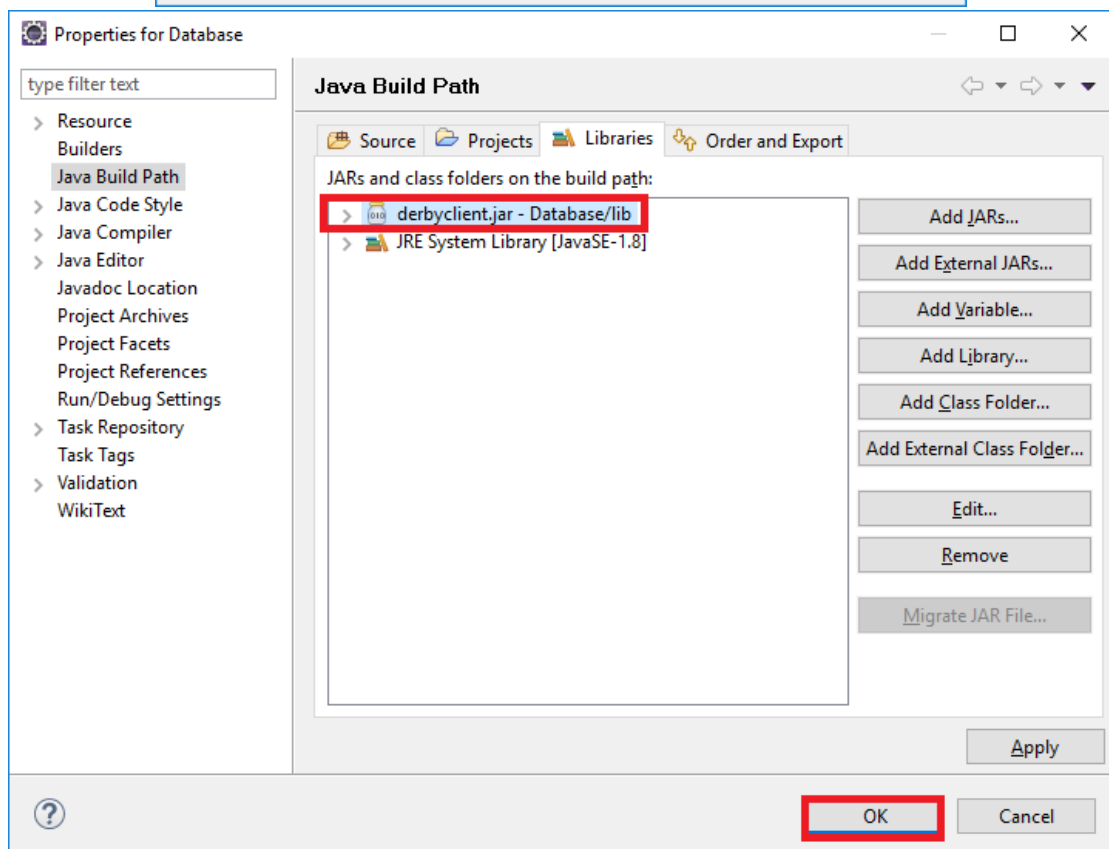 Properties for Database
type filter text
Resource
Builders
Java Build Path
Java Code Style
Java Compiler
Java Editor
Javadoc Location
Project Archives
Project Facets
Project References
Run/Debug Settings
Task Repository
Task Tags
Validation
WikiText
Java Build Path
Source Projects Libraries Order and Export
JARs and class folders on the build path:
derbyclient.jar - Database/lib
JRE System Library [JavaSE-1.8]
Add JARs...
Add External JARs...
Add Variable...
Add Library...
Add Class Folder...
Add External Class Folder...
Edit...
Remove
Migrate JAR File...
Apply
OK Cancel